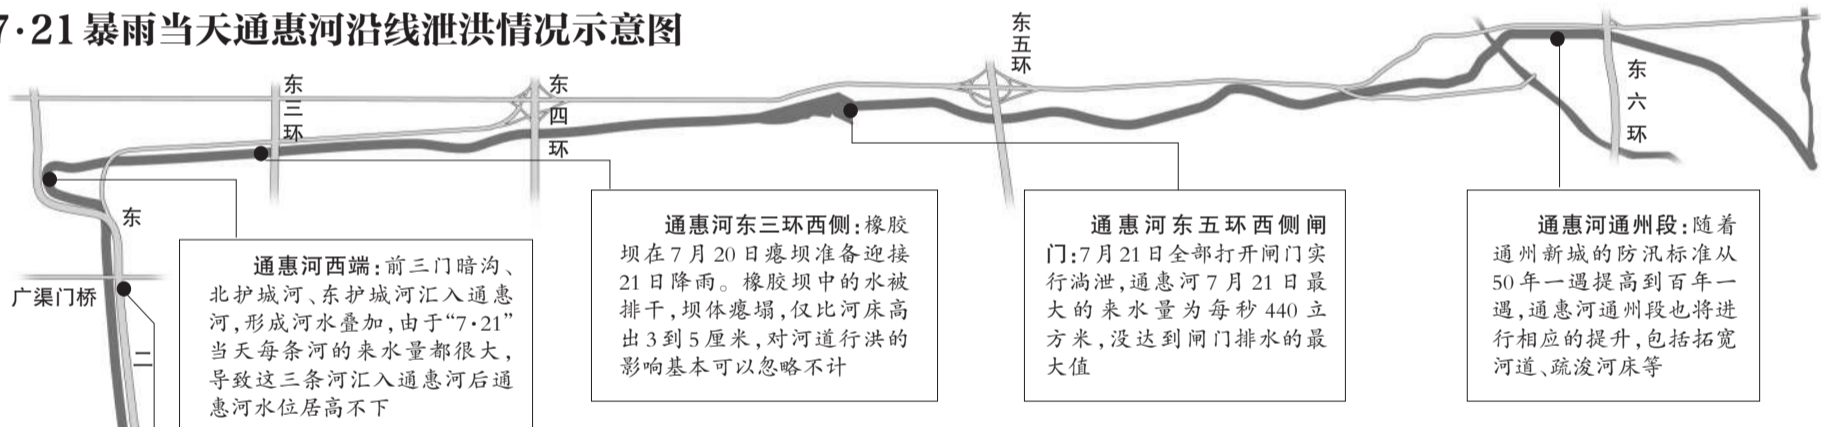 7·21暴雨当天通惠河沿线泄洪情况示意图
东三环
东四环
东五环
东六环
东
二
广渠门桥
通惠河西端:前三门暗沟、
北护城河、东护城河汇入通惠
河,形成河水叠加,由于“7·21”
当天每条河的来水量都很大,
导致这三条河汇入通惠河后通
惠河水位居高不下
通惠河东三环西侧:橡胶
坝在7月20日瘪坝准备迎接
21日降雨。橡胶坝中的水被
排干,坝体瘪塌,仅比河床高
出3到5厘米,对河道行洪的
影响基本可以忽略不计
通惠河东五环西侧闸
门:7月21日全部打开闸门实
行淌泄,通惠河7月21日最
大的来水量为每秒440立
方米,没达到闸门排水的最
大值
通惠河通州段:随着
通州新城的防汛标准从
50年一遇提高到百年一
遇,通惠河通州段也将进
行相应的提升,包括拓宽
河道、疏浚河床等